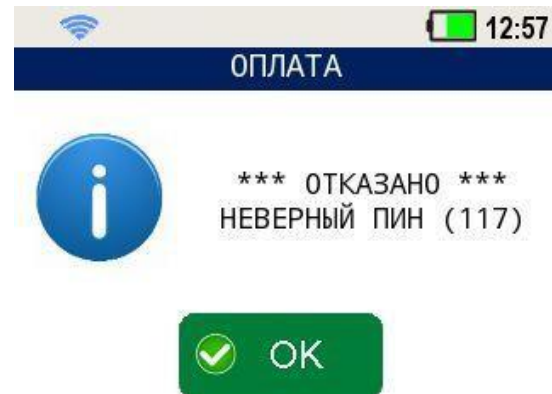 12:57
ОПЛАТА
*** ОТКАЗАНО ***
НЕВЕРНЫЙ ПИН (117)
OK